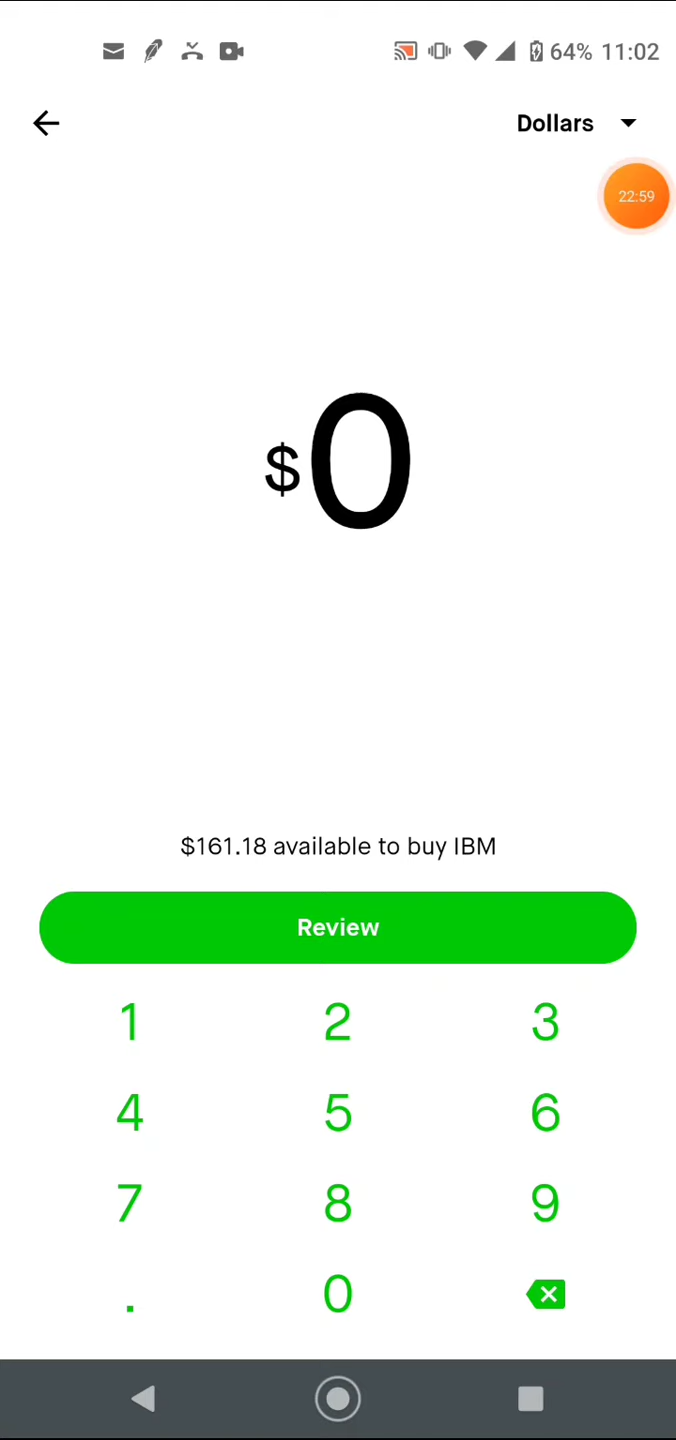 64% 11:02
Dollars
22:59
$0
$161.18 available to buy IBM
Review
1 2 3
4 5 6
7 8 9
. 0